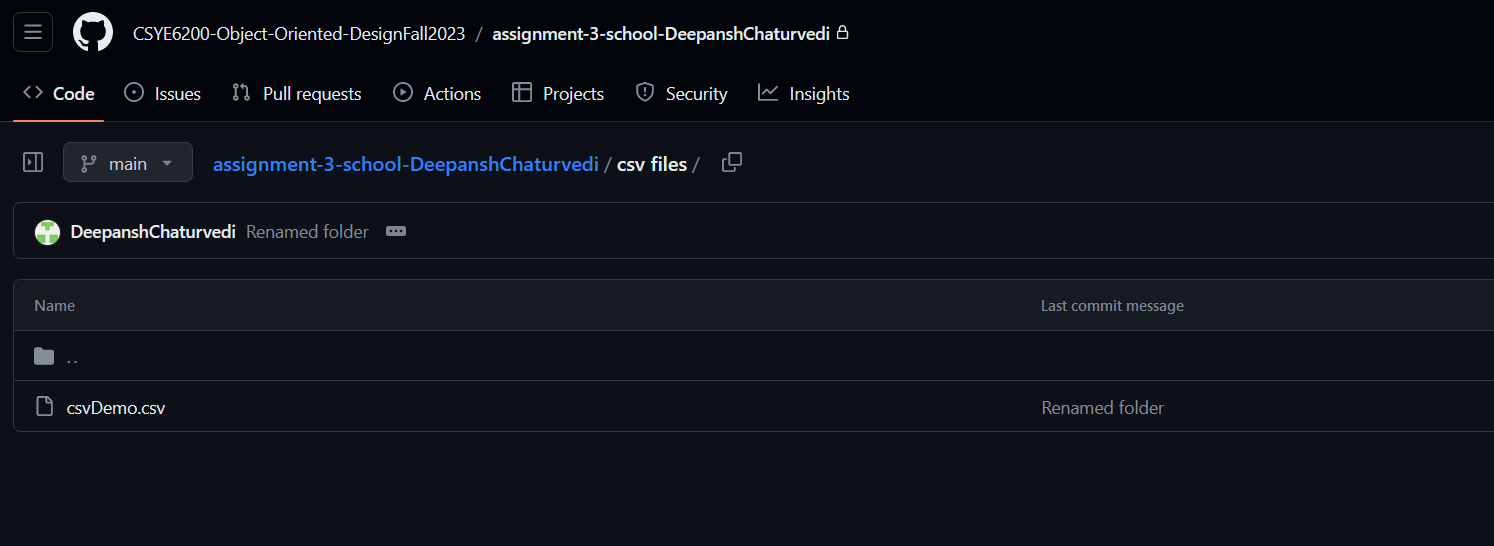 CSYE6200-Object-Oriented-DesignFall2023 / assignment-3-school-DeepanshChaturvedi
Code Issues Pull requests Actions Projects Security Insights
main assignment-3-school-DeepanshChaturvedi / csv files /
DeepanshChaturvedi Renamed folder
Name Last commit message
..
csvDemo.csv Renamed folder